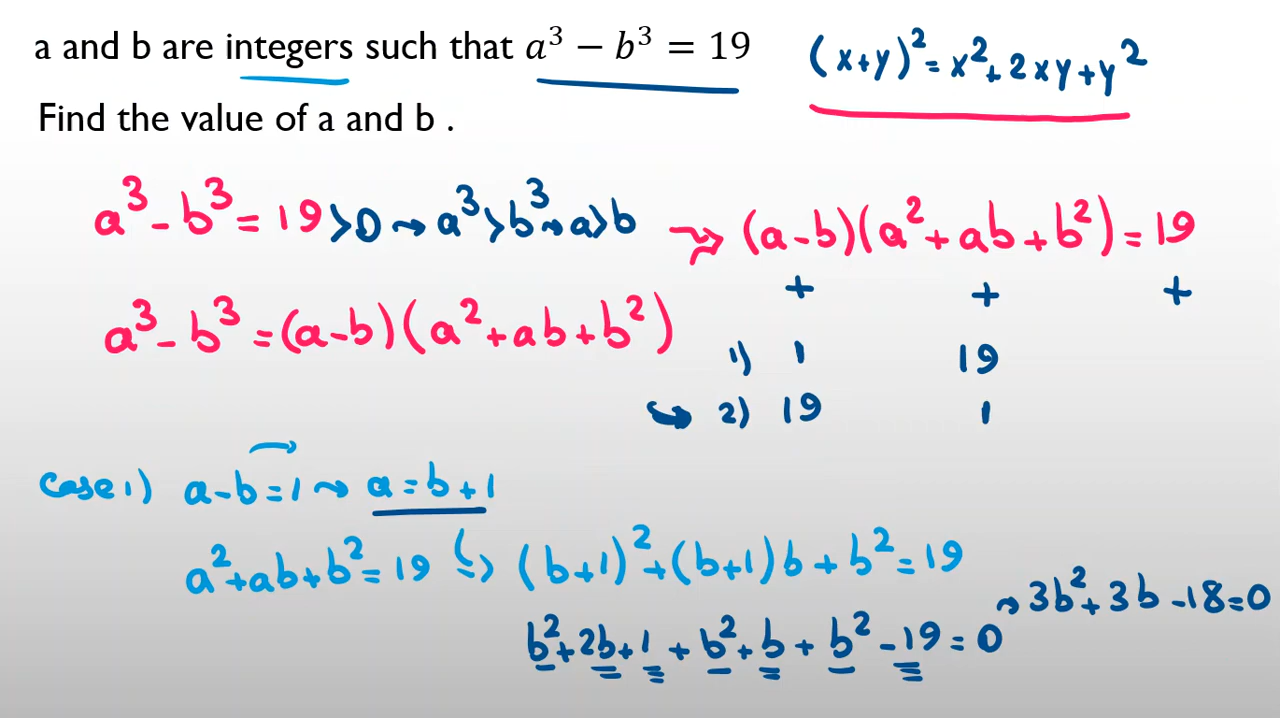 a and b are integers such that a³ − b³ = 19
(x+y)² = x² + 2xy + y²
Find the value of a and b .
a³ - b³ = 19 > 0 ⇝ a³ > b³ ⇝ a > b
⇝ (a-b)(a² + ab + b²) = 19
+ + +
a³ - b³ = (a-b)(a² + ab + b²)
1) 1 19
↪ 2) 19 1
Case 1) a-b = 1 ⇝ a = b + 1
a² + ab + b² = 19 ↪ (b+1)² + (b+1)b + b² = 19
b² + 2b + 1 + b² + b + b² - 19 = 0
⇝ 3b² + 3b - 18 = 0